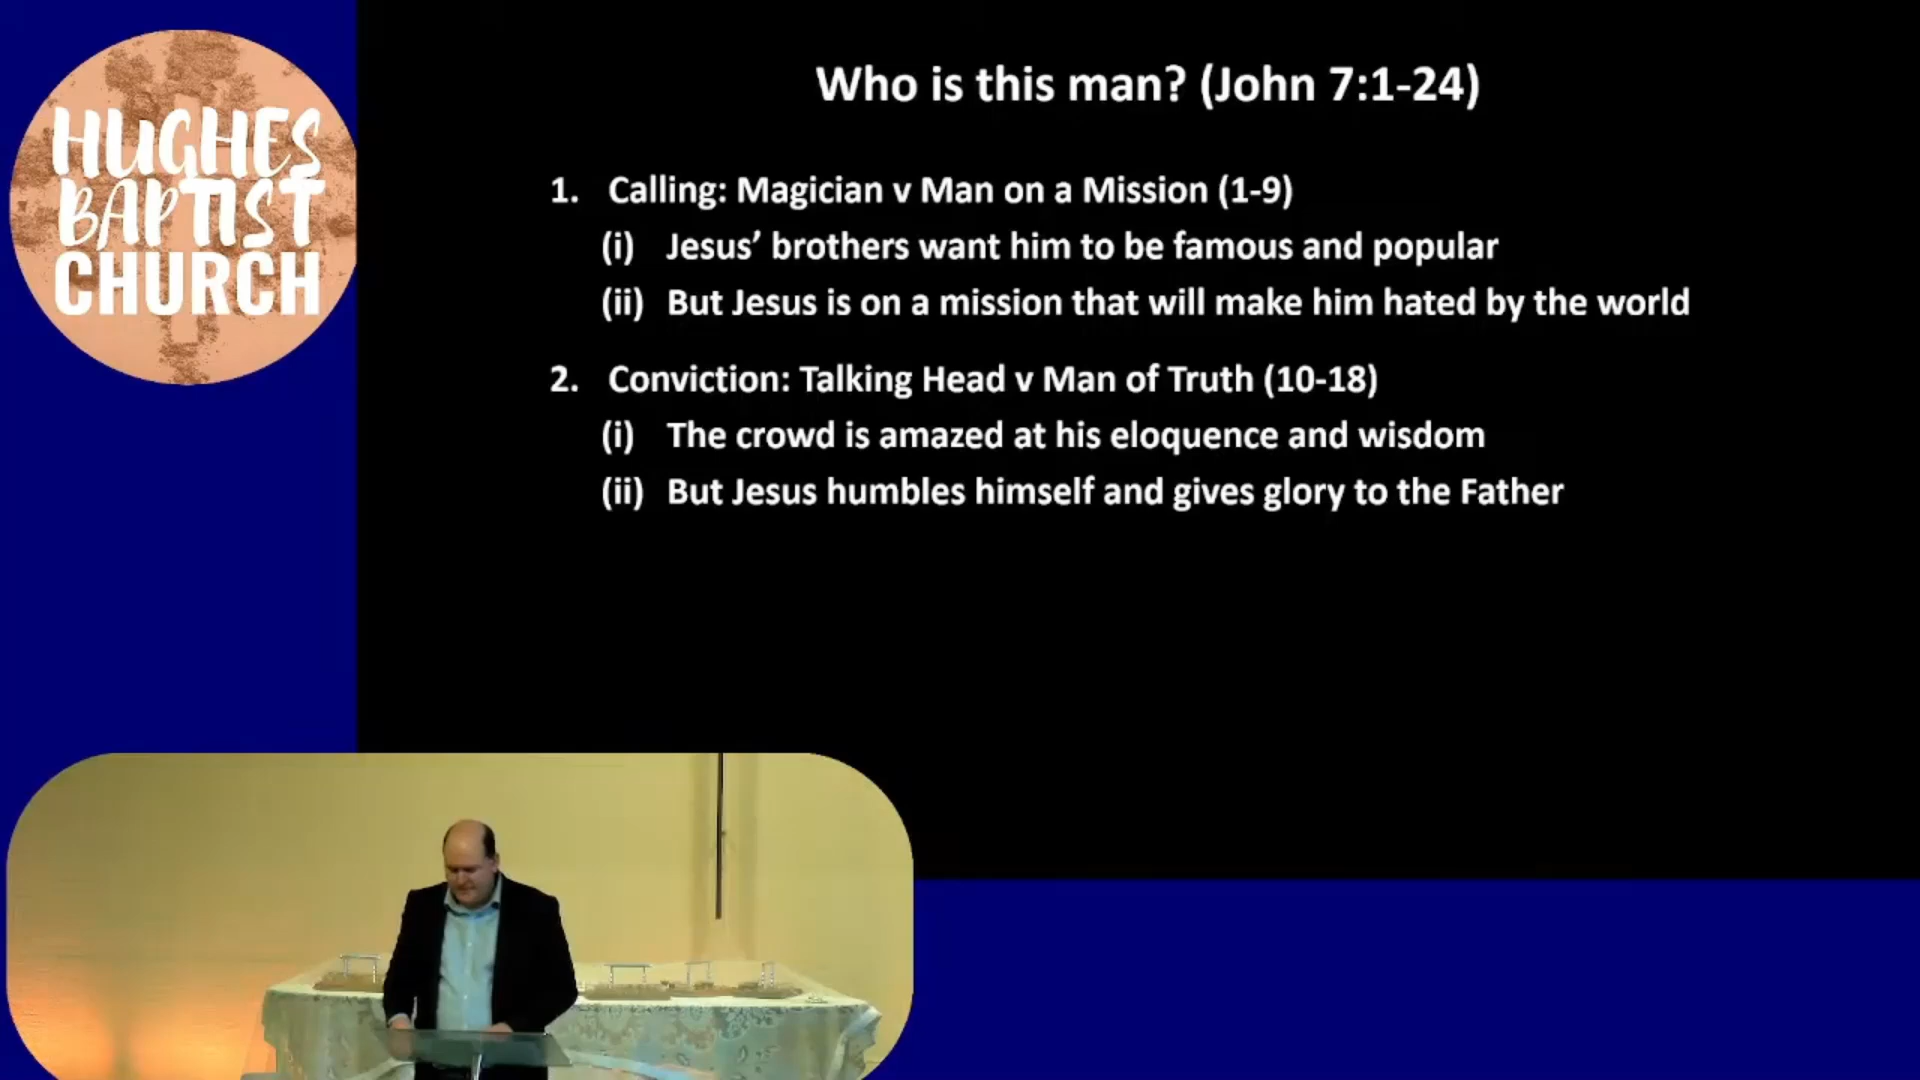 HUGHES
BAPTIST
CHURCH
Who is this man? (John 7:1-24)
1. Calling: Magician v Man on a Mission (1-9)
(i) Jesus’ brothers want him to be famous and popular
(ii) But Jesus is on a mission that will make him hated by the world
2. Conviction: Talking Head v Man of Truth (10-18)
(i) The crowd is amazed at his eloquence and wisdom
(ii) But Jesus humbles himself and gives glory to the Father